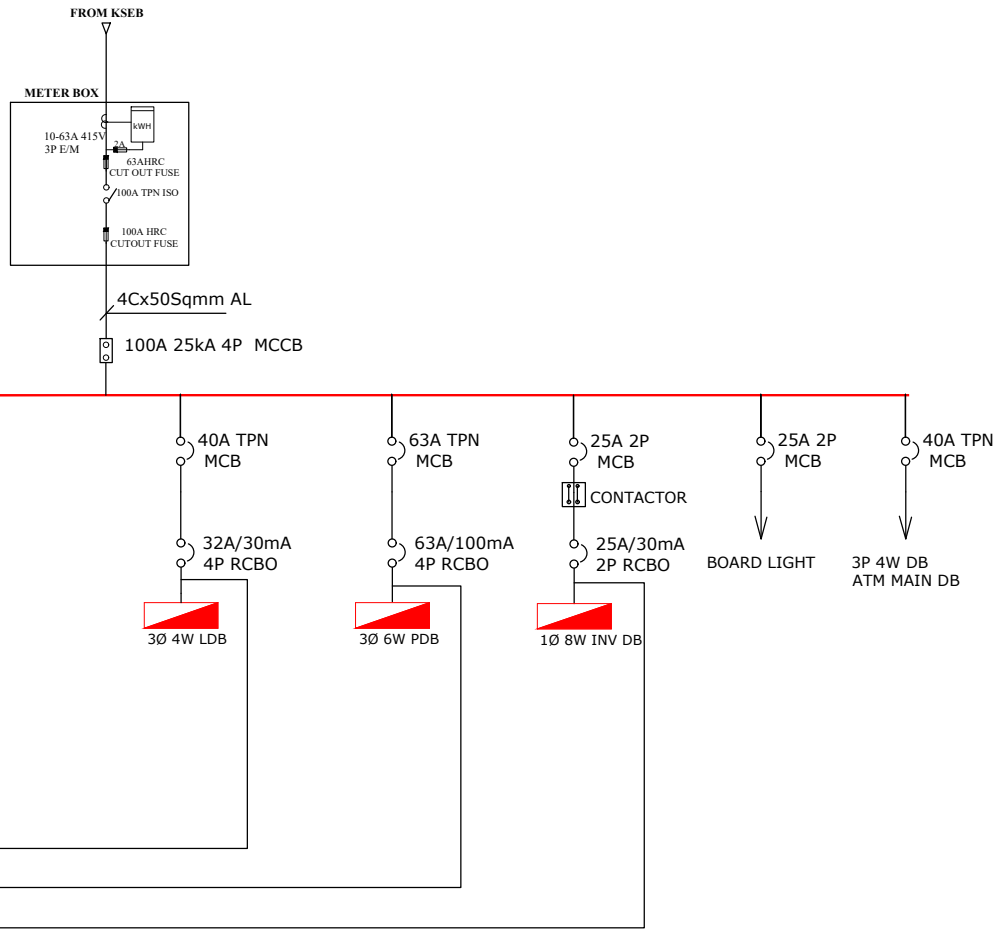 FROM KSEB
METER BOX
kWH
10-63A 415V
3P E/M
2A
63AHRC
CUT OUT FUSE
100A TPN ISO
100A HRC
CUTOUT FUSE
4Cx50Sqmm AL
100A 25kA 4P MCCB
40A TPN
MCB
63A TPN
MCB
25A 2P
MCB
25A 2P
MCB
40A TPN
MCB
CONTACTOR
32A/30mA
4P RCBO
63A/100mA
4P RCBO
25A/30mA
2P RCBO
BOARD LIGHT
3P 4W DB
ATM MAIN DB
3Ø 4W LDB
3Ø 6W PDB
1Ø 8W INV DB